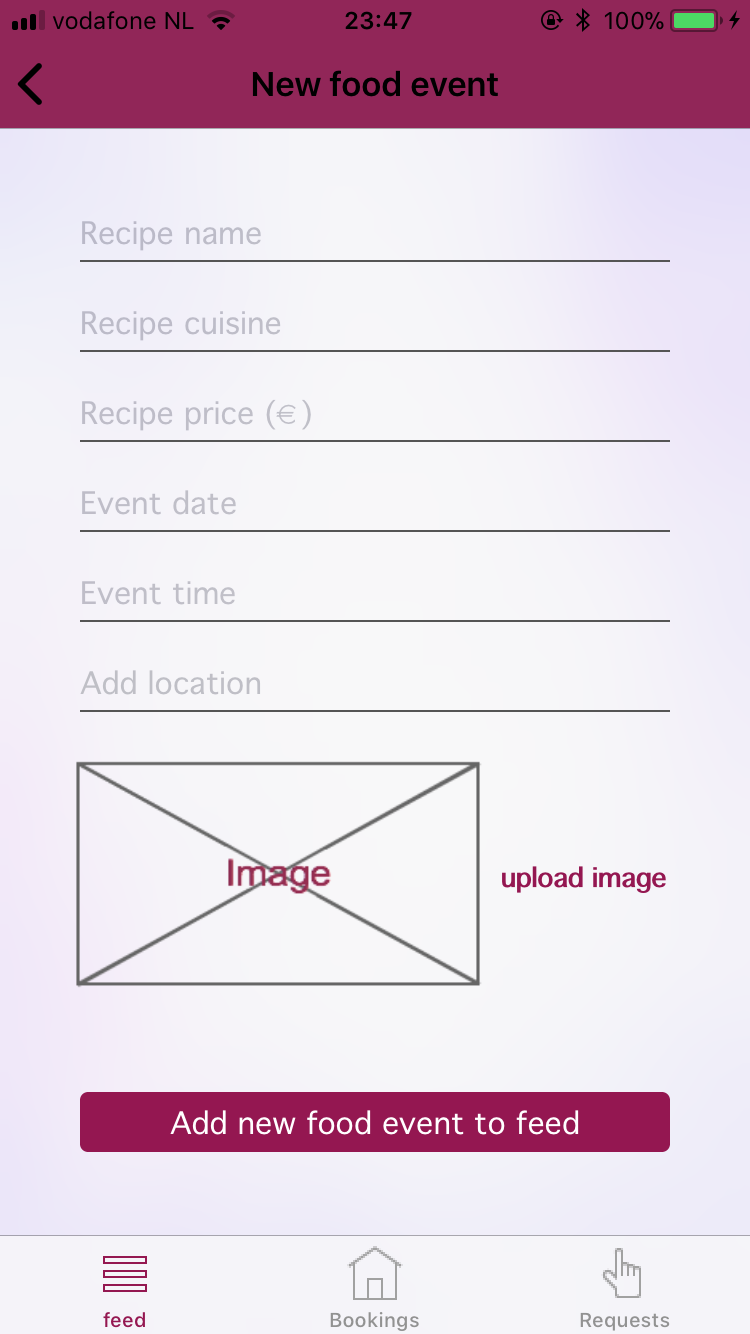 vodafone NL 23:47 100%
New food event
Recipe name
Recipe cuisine
Recipe price (€)
Event date
Event time
Add location
Image
upload image
Add new food event to feed
feed Bookings Requests